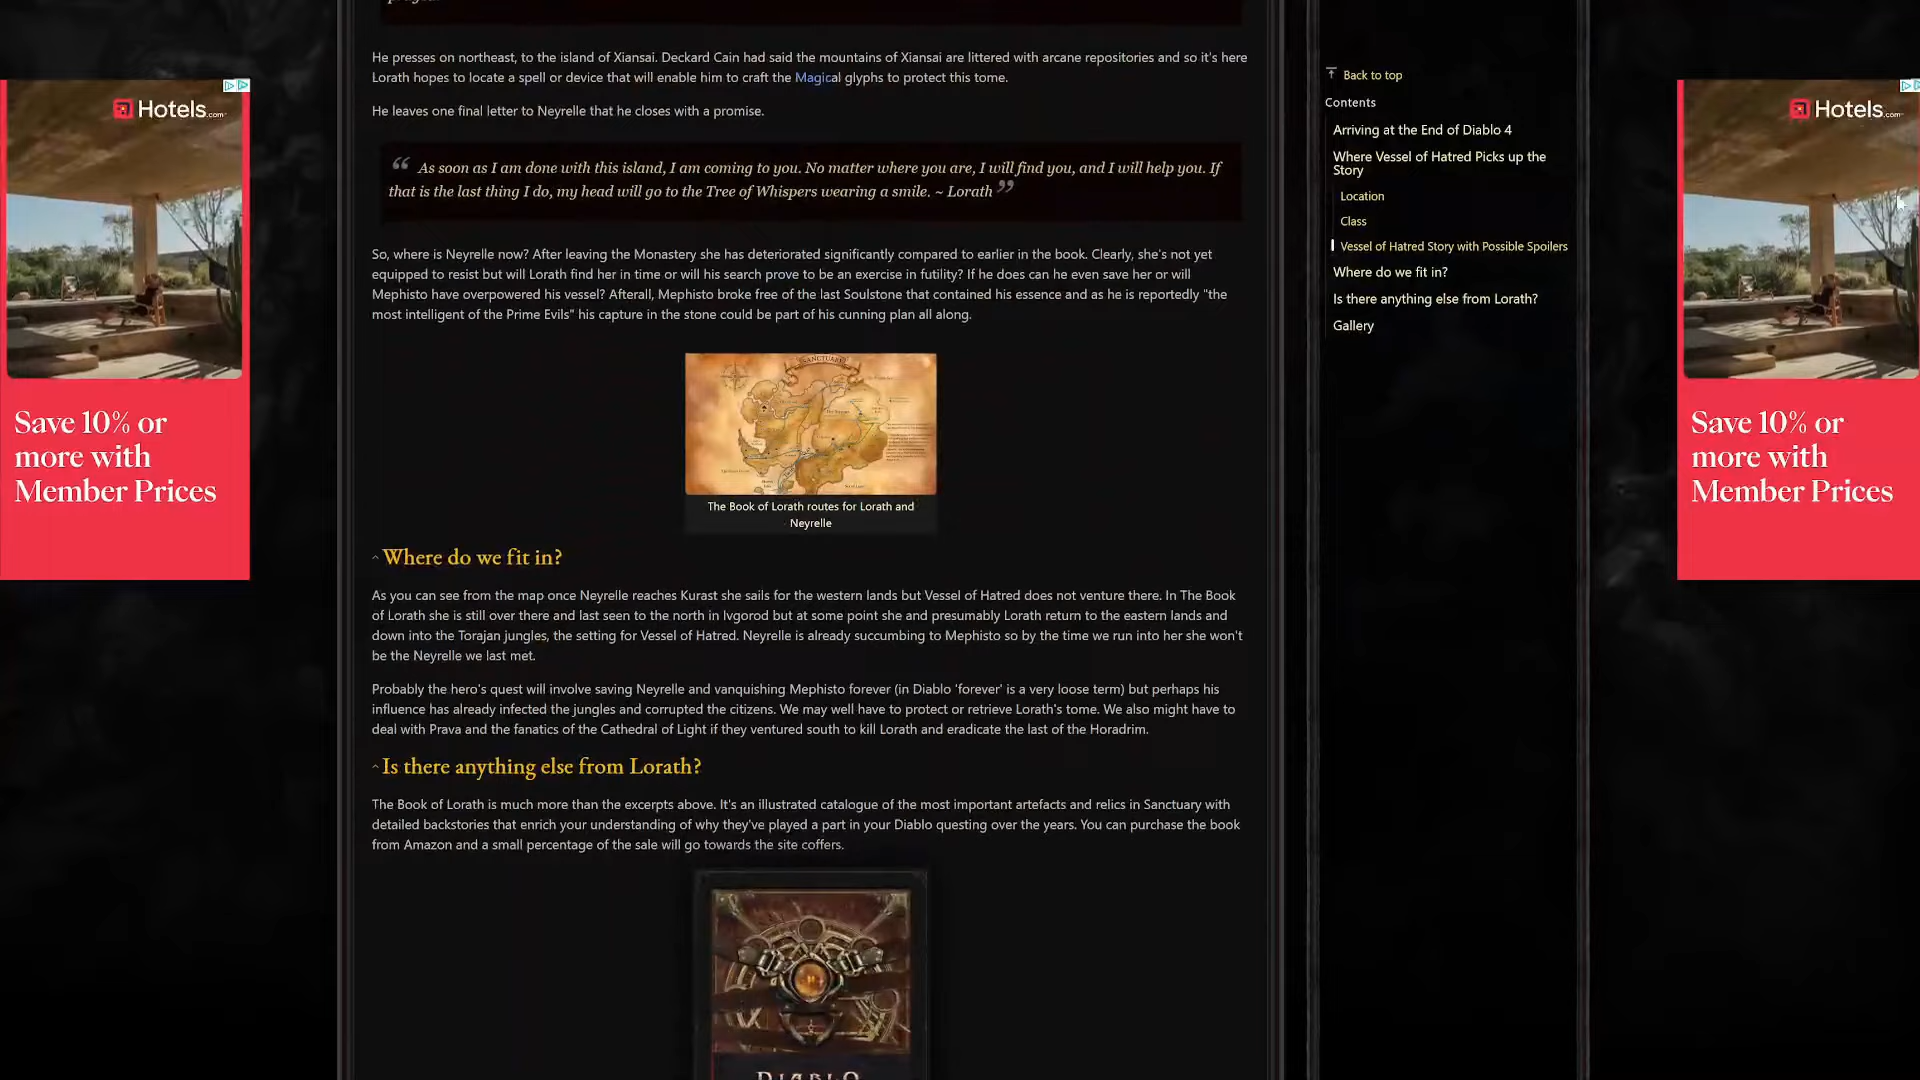 He presses on northeast, to the island of Xiansai. Deckard Cain had said the mountains of Xiansai are littered with arcane repositories and so it's here
Lorath hopes to locate a spell or device that will enable him to craft the Magical glyphs to protect this tome.
He leaves one final letter to Neyrelle that he closes with a promise.
“ As soon as I am done with this island, I am coming to you. No matter where you are, I will find you, and I will help you. If
that is the last thing I do, my head will go to the Tree of Whispers wearing a smile. ~ Lorath ”
So, where is Neyrelle now? After leaving the Monastery she has deteriorated significantly compared to earlier in the book. Clearly, she's not yet
equipped to resist but will Lorath find her in time or will his search prove to be an exercise in futility? If he does can he even save her or will
Mephisto have overpowered his vessel? Afterall, Mephisto broke free of the last Soulstone that contained his essence and as he is reportedly "the
most intelligent of the Prime Evils" his capture in the stone could be part of his cunning plan all along.
SANCTUARY
The Book of Lorath routes for Lorath and
Neyrelle
^ Where do we fit in?
As you can see from the map once Neyrelle reaches Kurast she sails for the western lands but Vessel of Hatred does not venture there. In The Book
of Lorath she is still over there and last seen to the north in Ivgorod but at some point she and presumably Lorath return to the eastern lands and
down into the Torajan jungles, the setting for Vessel of Hatred. Neyrelle is already succumbing to Mephisto so by the time we run into her she won't
be the Neyrelle we last met.
Probably the hero's quest will involve saving Neyrelle and vanquishing Mephisto forever (in Diablo 'forever' is a very loose term) but perhaps his
influence has already infected the jungles and corrupted the citizens. We may well have to protect or retrieve Lorath's tome. We also might have to
deal with Prava and the fanatics of the Cathedral of Light if they ventured south to kill Lorath and eradicate the last of the Horadrim.
^ Is there anything else from Lorath?
The Book of Lorath is much more than the excerpts above. It's an illustrated catalogue of the most important artefacts and relics in Sanctuary with
detailed backstories that enrich your understanding of why they've played a part in your Diablo questing over the years. You can purchase the book
from Amazon and a small percentage of the sale will go towards the site coffers.
DIABLO
Back to top
Contents
Arriving at the End of Diablo 4
Where Vessel of Hatred Picks up the
Story
Location
Class
Vessel of Hatred Story with Possible Spoilers
Where do we fit in?
Is there anything else from Lorath?
Gallery
Hotels.com
Save 10% or
more with
Member Prices
Hotels.com
Save 10% or
more with
Member Prices